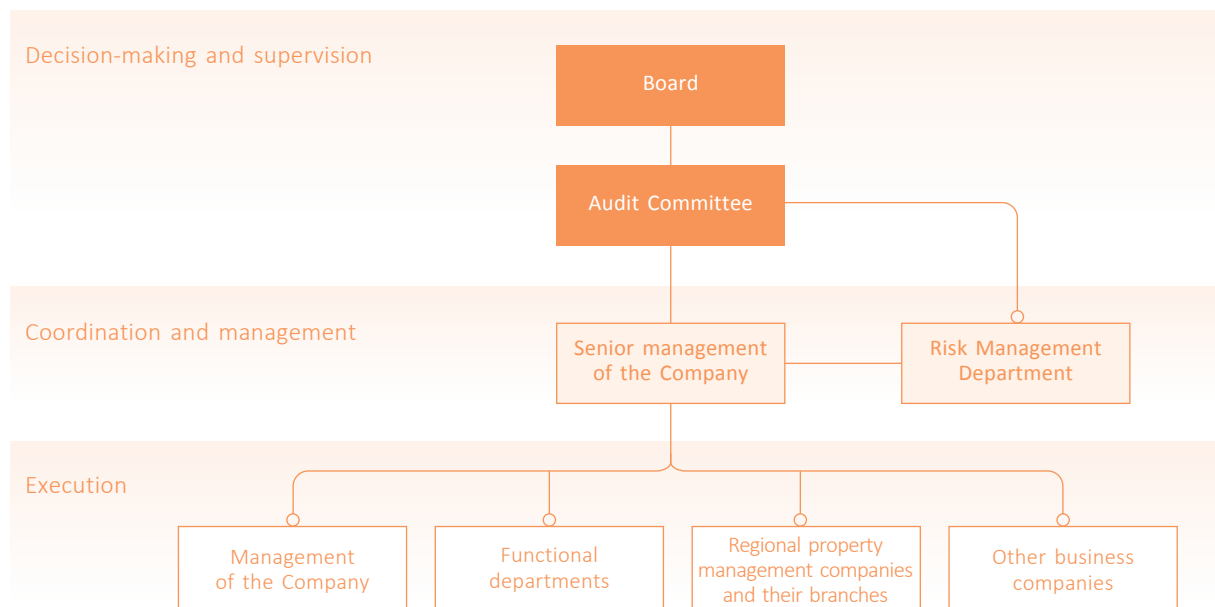 Decision-making and supervision
Board
Audit Committee
Coordination and management
Senior management
of the Company
Risk Management
Department
Execution
Management
of the Company
Functional
departments
Regional property
management companies
and their branches
Other business
companies